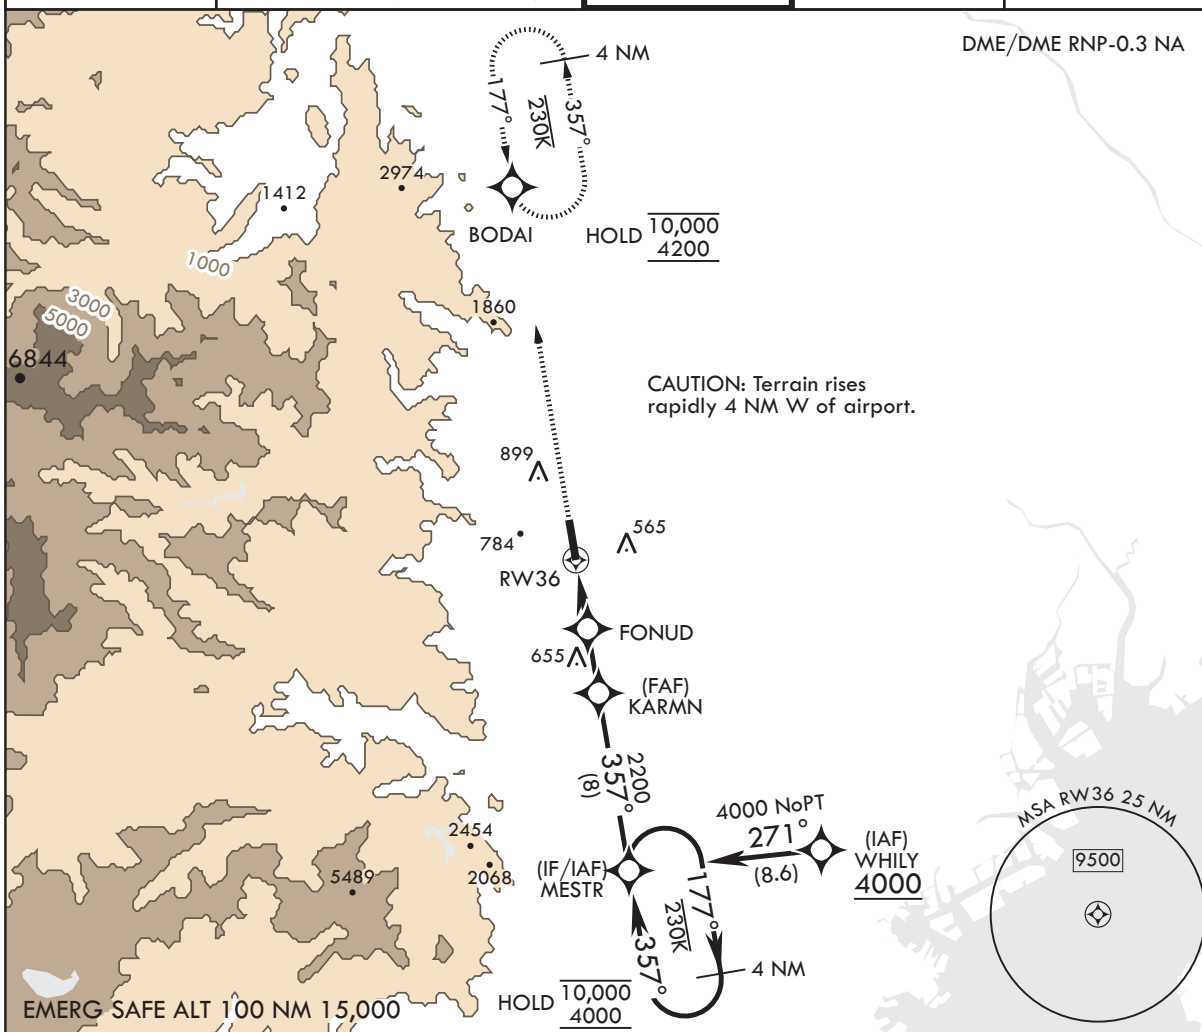 DME/DME RNP-0.3 NA
4 NM
177°
230K
357°
2974
1412
BODAI
HOLD 10,000
4200
1000
3000
5000
1860
6844
CAUTION: Terrain rises
rapidly 4 NM W of airport.
899
565
784
RW36
FONUD
655
(FAF)
KARMN
2200
357°
(8)
4000 NoPT
271°
(8.6)
(IAF)
WHILY
4000
MSA RW36 25 NM
9500
2454
2068
5489
(IF/IAF)
MESTR
177°
230K
357°
4 NM
HOLD 10,000
4000
EMERG SAFE ALT 100 NM 15,000